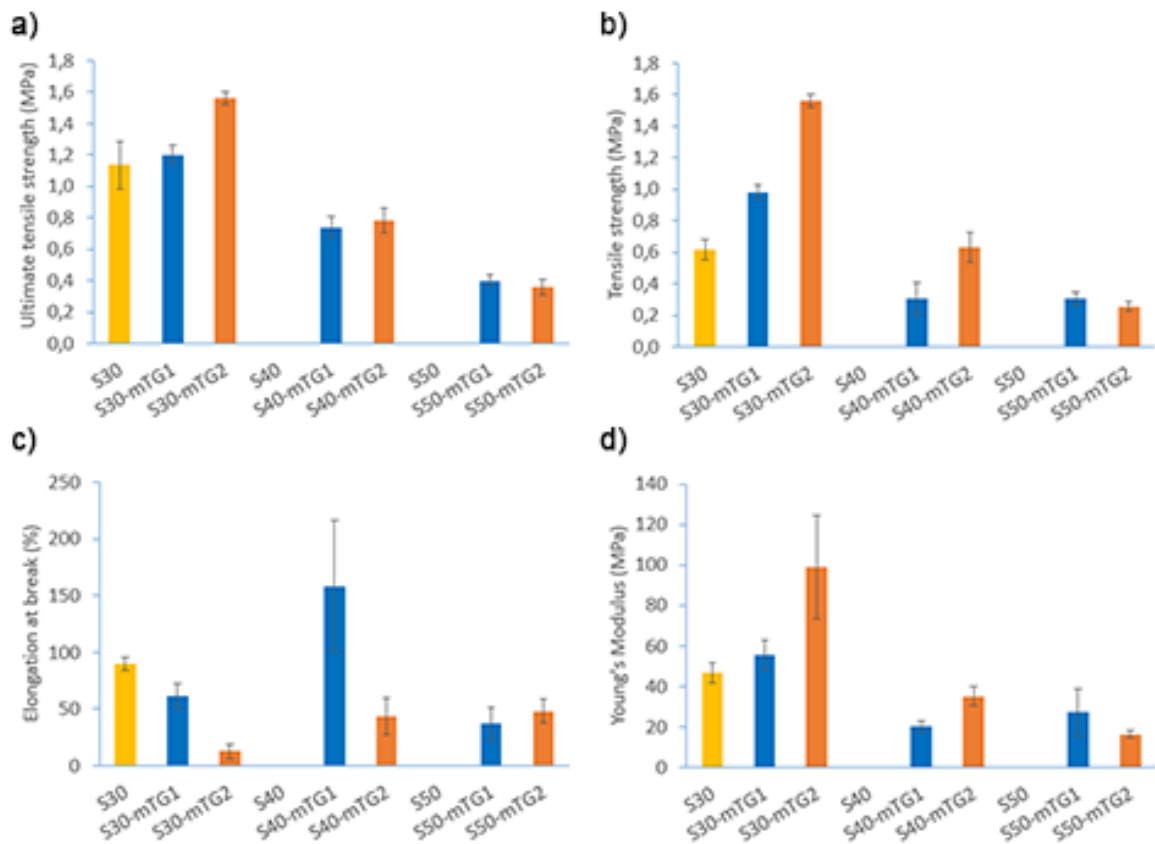 a)
Ultimate tensile strength (MPa)
1,8
1,6
1,4
1,2
1,0
0,8
0,6
0,4
0,2
0,0
S30
S30-mTG1
S30-mTG2
S40
S40-mTG1
S40-mTG2
S50
S50-mTG1
S50-mTG2
b)
Tensile strength (MPa)
1,8
1,6
1,4
1,2
1,0
0,8
0,6
0,4
0,2
0,0
S30
S30-mTG1
S30-mTG2
S40
S40-mTG1
S40-mTG2
S50
S50-mTG1
S50-mTG2
c)
Elongation at break (%)
250
200
150
100
50
0
S30
S30-mTG1
S30-mTG2
S40
S40-mTG1
S40-mTG2
S50
S50-mTG1
S50-mTG2
d)
Young's Modulus (MPa)
140
120
100
80
60
40
20
0
S30
S30-mTG1
S30-mTG2
S40
S40-mTG1
S40-mTG2
S50
S50-mTG1
S50-mTG2